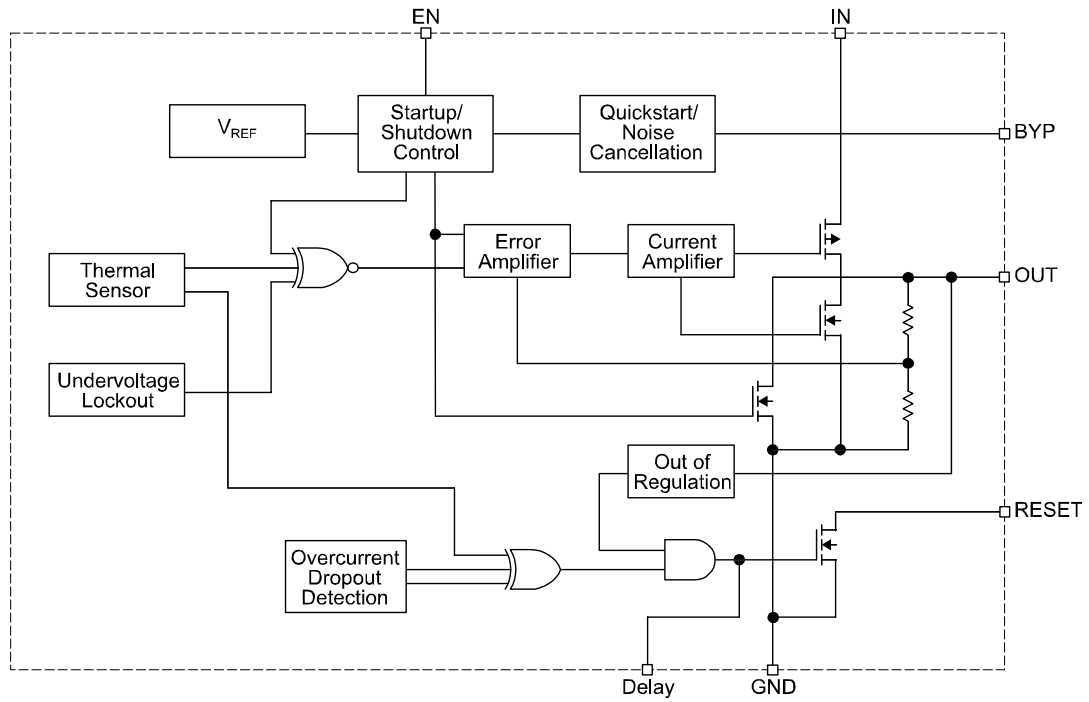 EN
IN
V_REF
Startup/
Shutdown
Control
Quickstart/
Noise
Cancellation
BYP
Thermal
Sensor
Error
Amplifier
Current
Amplifier
OUT
Undervoltage
Lockout
Out of
Regulation
RESET
Overcurrent
Dropout
Detection
Delay
GND